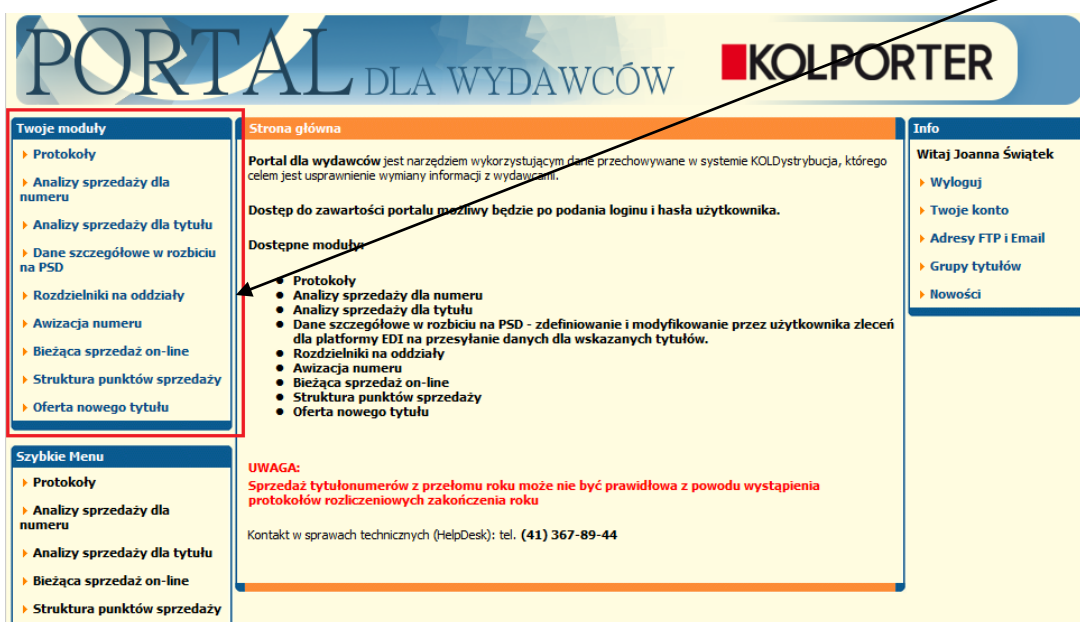 PORTAL DLA WYDAWCÓW
KOLPORTER
Twoje moduły
Protokoły
Analizy sprzedaży dla
numeru
Analizy sprzedaży dla tytułu
Dane szczegółowe w rozbiciu
na PSD
Rozdzielniki na oddziały
Awizacja numeru
Bieżąca sprzedaż on-line
Struktura punktów sprzedaży
Oferta nowego tytułu
Szybkie Menu
Protokoły
Analizy sprzedaży dla
numeru
Analizy sprzedaży dla tytułu
Bieżąca sprzedaż on-line
Struktura punktów sprzedaży
Strona główna
Portal dla wydawców jest narzędziem wykorzystującym dane przechowywane w systemie KOLDystrybucja, którego
celem jest usprawnienie wymiany informacji z wydawcami.
Dostęp do zawartości portalu możliwy będzie po podania loginu i hasła użytkownika.
Dostępne moduły:
Protokoły
Analizy sprzedaży dla numeru
Analizy sprzedaży dla tytułu
Dane szczegółowe w rozbiciu na PSD - zdefiniowanie i modyfikowanie przez użytkownika zleceń
dla platformy EDI na przesyłanie danych dla wskazanych tytułów.
Rozdzielniki na oddziały
Awizacja numeru
Bieżąca sprzedaż on-line
Struktura punktów sprzedaży
Oferta nowego tytułu
UWAGA:
Sprzedaż tytułonumerów z przełomu roku może nie być prawidłowa z powodu wystąpienia
protokołów rozliczeniowych zakończenia roku
Kontakt w sprawach technicznych (HelpDesk): tel. (41) 367-89-44
Info
Witaj Joanna Świątek
Wyloguj
Twoje konto
Adresy FTP i Email
Grupy tytułów
Nowości